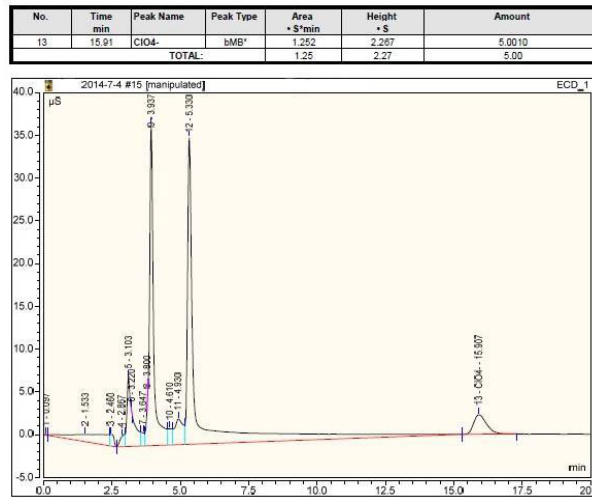 No. Time Peak Name Peak Type Area Height Amount
min • S*min • S
13 15.91 ClO4- bMB* 1.252 2.267 5.0010
TOTAL: 1.25 2.27 5.00
2014-7-4 #15 [manipulated] ECD_1
µS
40.0
35.0
30.0
25.0
20.0
15.0
10.0
5.0
0.0
-5.0
1 - 0.097
2 - 1.533
3 - 2.460
4 - 2.867
5 - 3.103
6 - 3.220
7 - 3.647
8 - 3.800
9 - 3.937
10 - 4.610
11 - 4.930
12 - 5.330
13 - ClO4- - 15.907
0.0 2.5 5.0 7.5 10.0 12.5 15.0 17.5 20.0
min